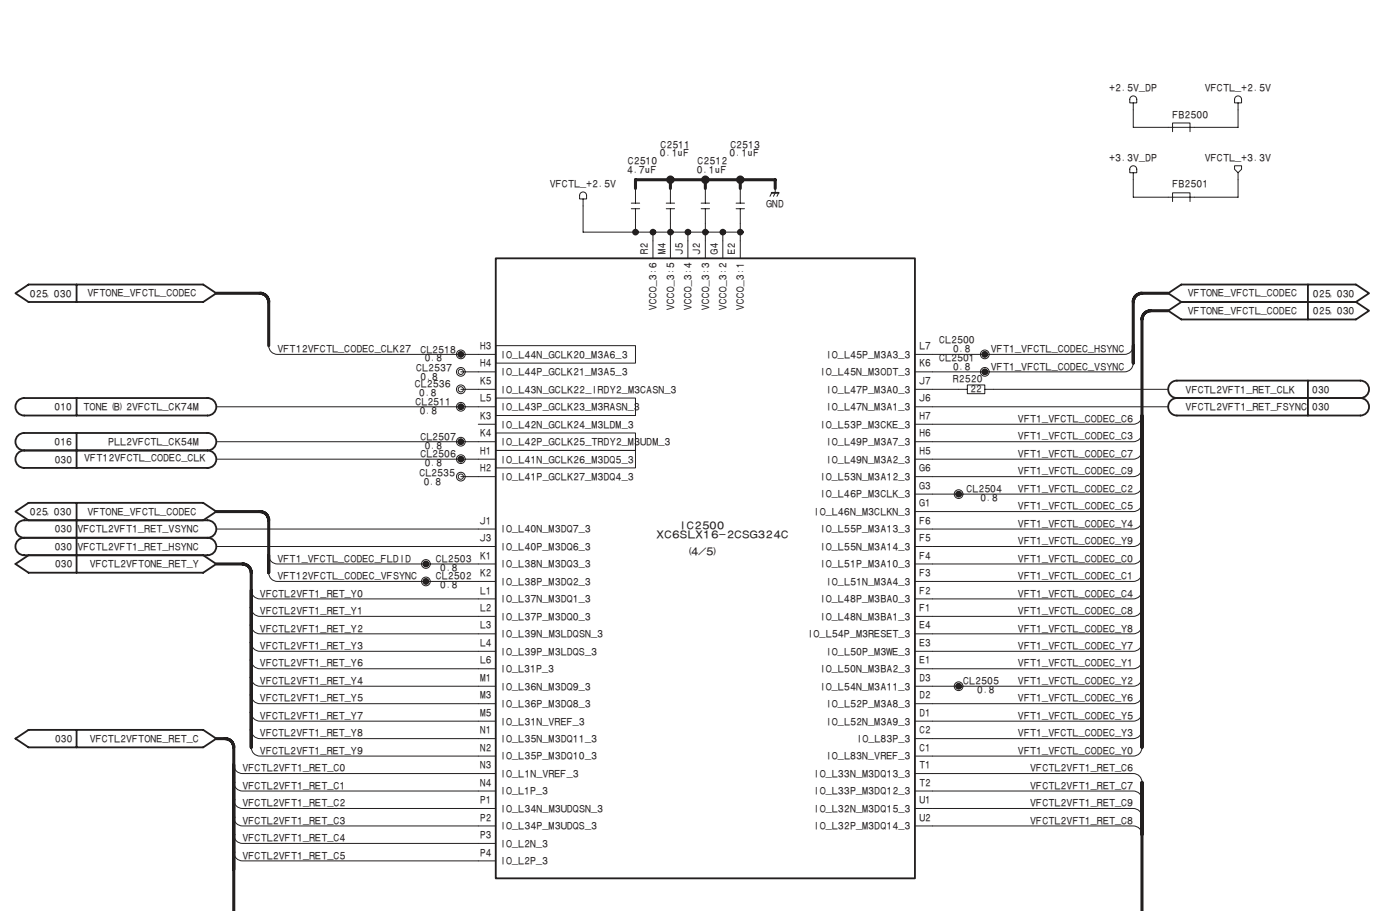 +2.5V_DP VFCTL_+2.5V
FB2500
+3.3V_DP VFCTL_+3.3V
FB2501
C2511
0.1uF
C2513
0.1uF
C2510
4.7uF
C2512
0.1uF
VFCTL_+2.5V
GND
R2 M4 J5 J2 G4 E2
VCCO_3:6 VCCO_3:5 VCCO_3:4 VCCO_3:3 VCCO_3:2 VCCO_3:1
025.030 VFTONE_VFCTL_CODEC
VFT12VFCTL_CODEC_CLK27 CL2518 0.8 H3 IO_L44N_GCLK20_M3A6_3
CL2537 0.8 H4 IO_L44P_GCLK21_M3A5_3
CL2536 0.8 K5 IO_L43N_GCLK22_IRDY2_M3CASN_3
010 TONE(B)2VFCTL_CK74M CL2511 0.8 L5 IO_L43P_GCLK23_M3RASN_3
K3 IO_L42N_GCLK24_M3LDM_3
016 PLL2VFCTL_CK54M CL2507 0.8 K4 IO_L42P_GCLK25_TRDY2_M3UDM_3
030 VFT12VFCTL_CODEC_CLK CL2506 0.8 H1 IO_L41N_GCLK26_M3DQ5_3
CL2535 0.8 H2 IO_L41P_GCLK27_M3DQ4_3
025.030 VFTONE_VFCTL_CODEC
030 VFCTL2VFT1_RET_VSYNC J1 IO_L40N_M3DQ7_3
030 VFCTL2VFT1_RET_HSYNC J3 IO_L40P_M3DQ6_3
030 VFCTL2VFTONE_RET_Y
VFT1_VFCTL_CODEC_FLDID CL2503 0.8 K1 IO_L38N_M3DQ3_3
VFT12VFCTL_CODEC_VFSYNC CL2502 0.8 K2 IO_L38P_M3DQ2_3
VFCTL2VFT1_RET_Y0 L1 IO_L37N_M3DQ1_3
VFCTL2VFT1_RET_Y1 L2 IO_L37P_M3DQ0_3
VFCTL2VFT1_RET_Y2 L3 IO_L39N_M3LDQSN_3
VFCTL2VFT1_RET_Y3 L4 IO_L39P_M3LDQS_3
VFCTL2VFT1_RET_Y6 L6 IO_L31P_3
VFCTL2VFT1_RET_Y4 M1 IO_L36N_M3DQ9_3
VFCTL2VFT1_RET_Y5 M3 IO_L36P_M3DQ8_3
VFCTL2VFT1_RET_Y7 M5 IO_L31N_VREF_3
VFCTL2VFT1_RET_Y8 N1 IO_L35N_M3DQ11_3
VFCTL2VFT1_RET_Y9 N2 IO_L35P_M3DQ10_3
030 VFCTL2VFTONE_RET_C
VFCTL2VFT1_RET_C0 N3 IO_L1N_VREF_3
VFCTL2VFT1_RET_C1 N4 IO_L1P_3
VFCTL2VFT1_RET_C2 P1 IO_L34N_M3UDQSN_3
VFCTL2VFT1_RET_C3 P2 IO_L34P_M3UDQS_3
VFCTL2VFT1_RET_C4 P3 IO_L2N_3
VFCTL2VFT1_RET_C5 P4 IO_L2P_3
IC2500
XC6SLX16-2CSG324C
(4/5)
VFTONE_VFCTL_CODEC 025.030
VFTONE_VFCTL_CODEC 025.030
IO_L45P_M3A3_3 L7 CL2500 0.8 VFT1_VFCTL_CODEC_HSYNC
IO_L45N_M3ODT_3 K6 CL2501 0.8 VFT1_VFCTL_CODEC_VSYNC
IO_L47P_M3A0_3 J7 R2520 22 VFCTL2VFT1_RET_CLK 030
IO_L47N_M3A1_3 J6 VFCTL2VFT1_RET_FSYNC 030
IO_L53P_M3CKE_3 H7 VFT1_VFCTL_CODEC_C6
IO_L49P_M3A7_3 H6 VFT1_VFCTL_CODEC_C3
IO_L49N_M3A2_3 H5 VFT1_VFCTL_CODEC_C7
IO_L53N_M3A12_3 G6 VFT1_VFCTL_CODEC_C9
IO_L46P_M3CLK_3 G3 CL2504 0.8 VFT1_VFCTL_CODEC_C2
IO_L46N_M3CLKN_3 G1 VFT1_VFCTL_CODEC_C5
IO_L55P_M3A13_3 F6 VFT1_VFCTL_CODEC_Y4
IO_L55N_M3A14_3 F5 VFT1_VFCTL_CODEC_Y9
IO_L51P_M3A10_3 F4 VFT1_VFCTL_CODEC_C0
IO_L51N_M3A4_3 F3 VFT1_VFCTL_CODEC_C1
IO_L48P_M3BA0_3 F2 VFT1_VFCTL_CODEC_C4
IO_L48N_M3BA1_3 F1 VFT1_VFCTL_CODEC_C8
IO_L54P_M3RESET_3 E4 VFT1_VFCTL_CODEC_Y8
IO_L50P_M3WE_3 E3 VFT1_VFCTL_CODEC_Y7
IO_L50N_M3BA2_3 E1 VFT1_VFCTL_CODEC_Y1
IO_L54N_M3A11_3 D3 CL2505 0.8 VFT1_VFCTL_CODEC_Y2
IO_L52P_M3A8_3 D2 VFT1_VFCTL_CODEC_Y6
IO_L52N_M3A9_3 D1 VFT1_VFCTL_CODEC_Y5
IO_L83P_3 C2 VFT1_VFCTL_CODEC_Y3
IO_L83N_VREF_3 C1 VFT1_VFCTL_CODEC_Y0
IO_L33N_M3DQ13_3 T1 VFCTL2VFT1_RET_C6
IO_L33P_M3DQ12_3 T2 VFCTL2VFT1_RET_C7
IO_L32N_M3DQ15_3 U1 VFCTL2VFT1_RET_C9
IO_L32P_M3DQ14_3 U2 VFCTL2VFT1_RET_C8